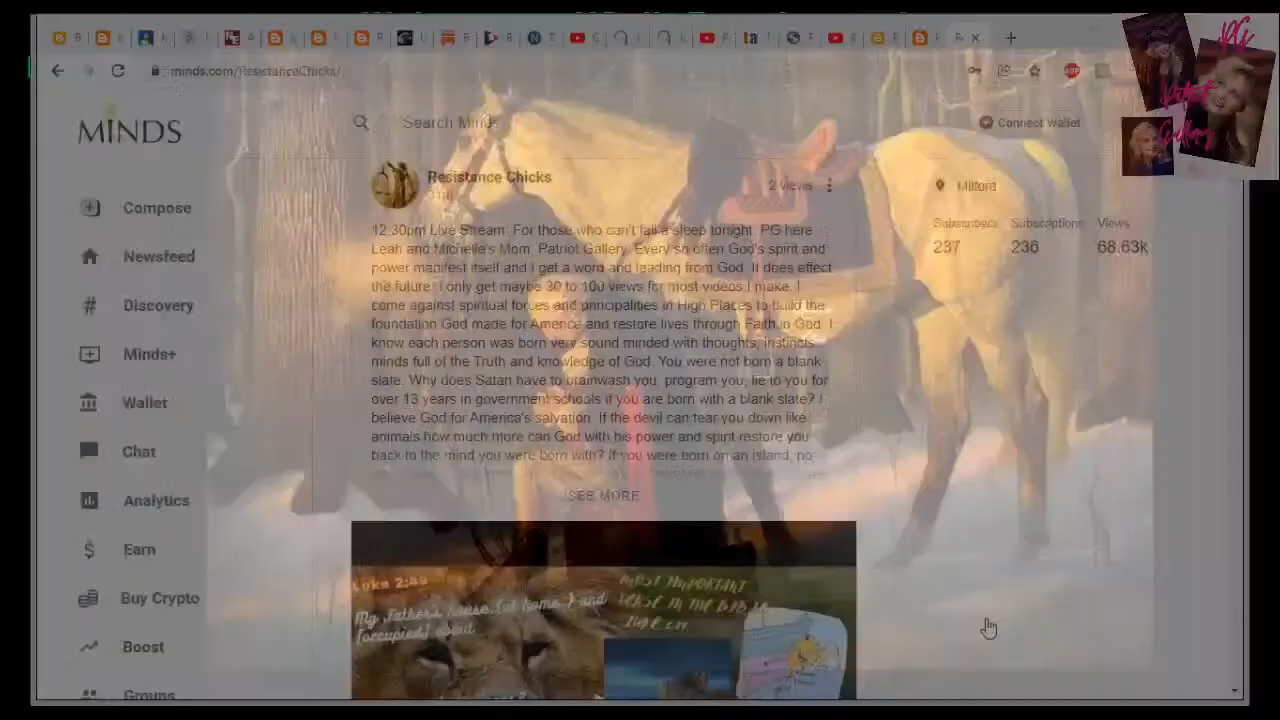 minds.com/ResistanceChicks/
PG
Patriot
Gallery
MINDS
Search Minds
Connect Wallet
Resistance Chicks
2 views
Milford
Subscribers Subscriptions Views
237 236 68.63k
Compose
Newsfeed
Discovery
Minds+
Wallet
Chat
Analytics
Earn
Buy Crypto
Boost
Groups
12.30pm Live Stream. For those who can't fall a sleep tonight. PG here
Leah and Michelle's Mom. Patriot Gallery. Every so often God's spirit and
power manifest itself and I get a word and leading from God. It does effect
the future. I only get maybe 30 to 100 views for most videos I make. I
come against spiritual forces and principalities in High Places to build the
foundation God made for America and restore lives through Faith in God. I
know each person was born very sound minded with thoughts, instincts
minds full of the Truth and knowledge of God. You were not born a blank
slate. Why does Satan have to brainwash you, program you, lie to you for
over 13 years in government schools if you are born with a blank slate? I
believe God for America's salvation. If the devil can tear you down like
animals how much more can God with his power and spirit restore you
back to the mind you were born with? If you were born on an island, no
SEE MORE
Luke 2:49
My Father's house (at home) and
(occupied) about
MOST IMPORTANT
VERSE IN THE BIBLE